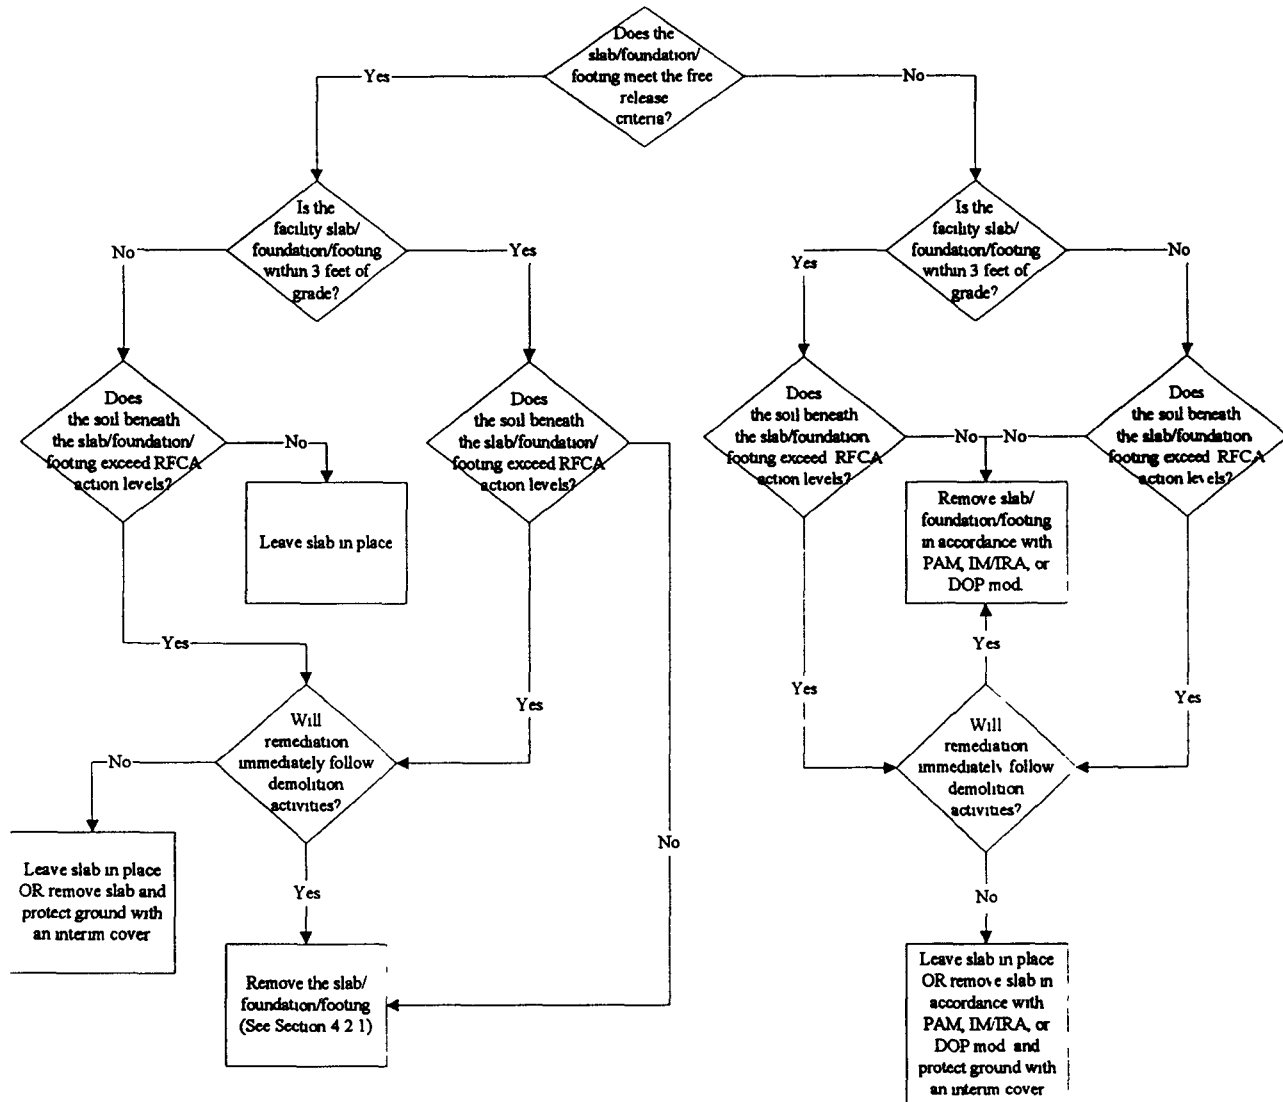 Does the
slab/foundation/
footing meet the free
release
criteria?
Yes
No
Is the
facility slab/
foundation/footing
within 3 feet of
grade?
No
Yes
Is the
facility slab/
foundation/footing
within 3 feet of
grade?
Yes
No
Does
the soil beneath
the slab/foundation/
footing exceed RFCA
action levels?
No
Does
the soil beneath
the slab/foundation/
footing exceed RFCA
action levels?
Does
the soil beneath
the slab/foundation
footing exceed RFCA
action levels?
No
No
Does
the soil beneath
the slab/foundation
footing exceed RFCA
action levels?
Leave slab in place
Remove slab/
foundation/footing
in accordance with
PAM, IM/IRA, or
DOP mod.
Yes
Yes
Yes
Yes
Yes
Will
remediation
immediately follow
demolition
activities?
No
Will
remediation
immediately follow
demolition
activities?
No
Leave slab in place
OR remove slab and
protect ground with
an interim cover
Yes
No
Remove the slab/
foundation/footing
(See Section 4 2 1)
Leave slab in place
OR remove slab in
accordance with
PAM, IM/IRA, or
DOP mod and
protect ground with
an interim cover